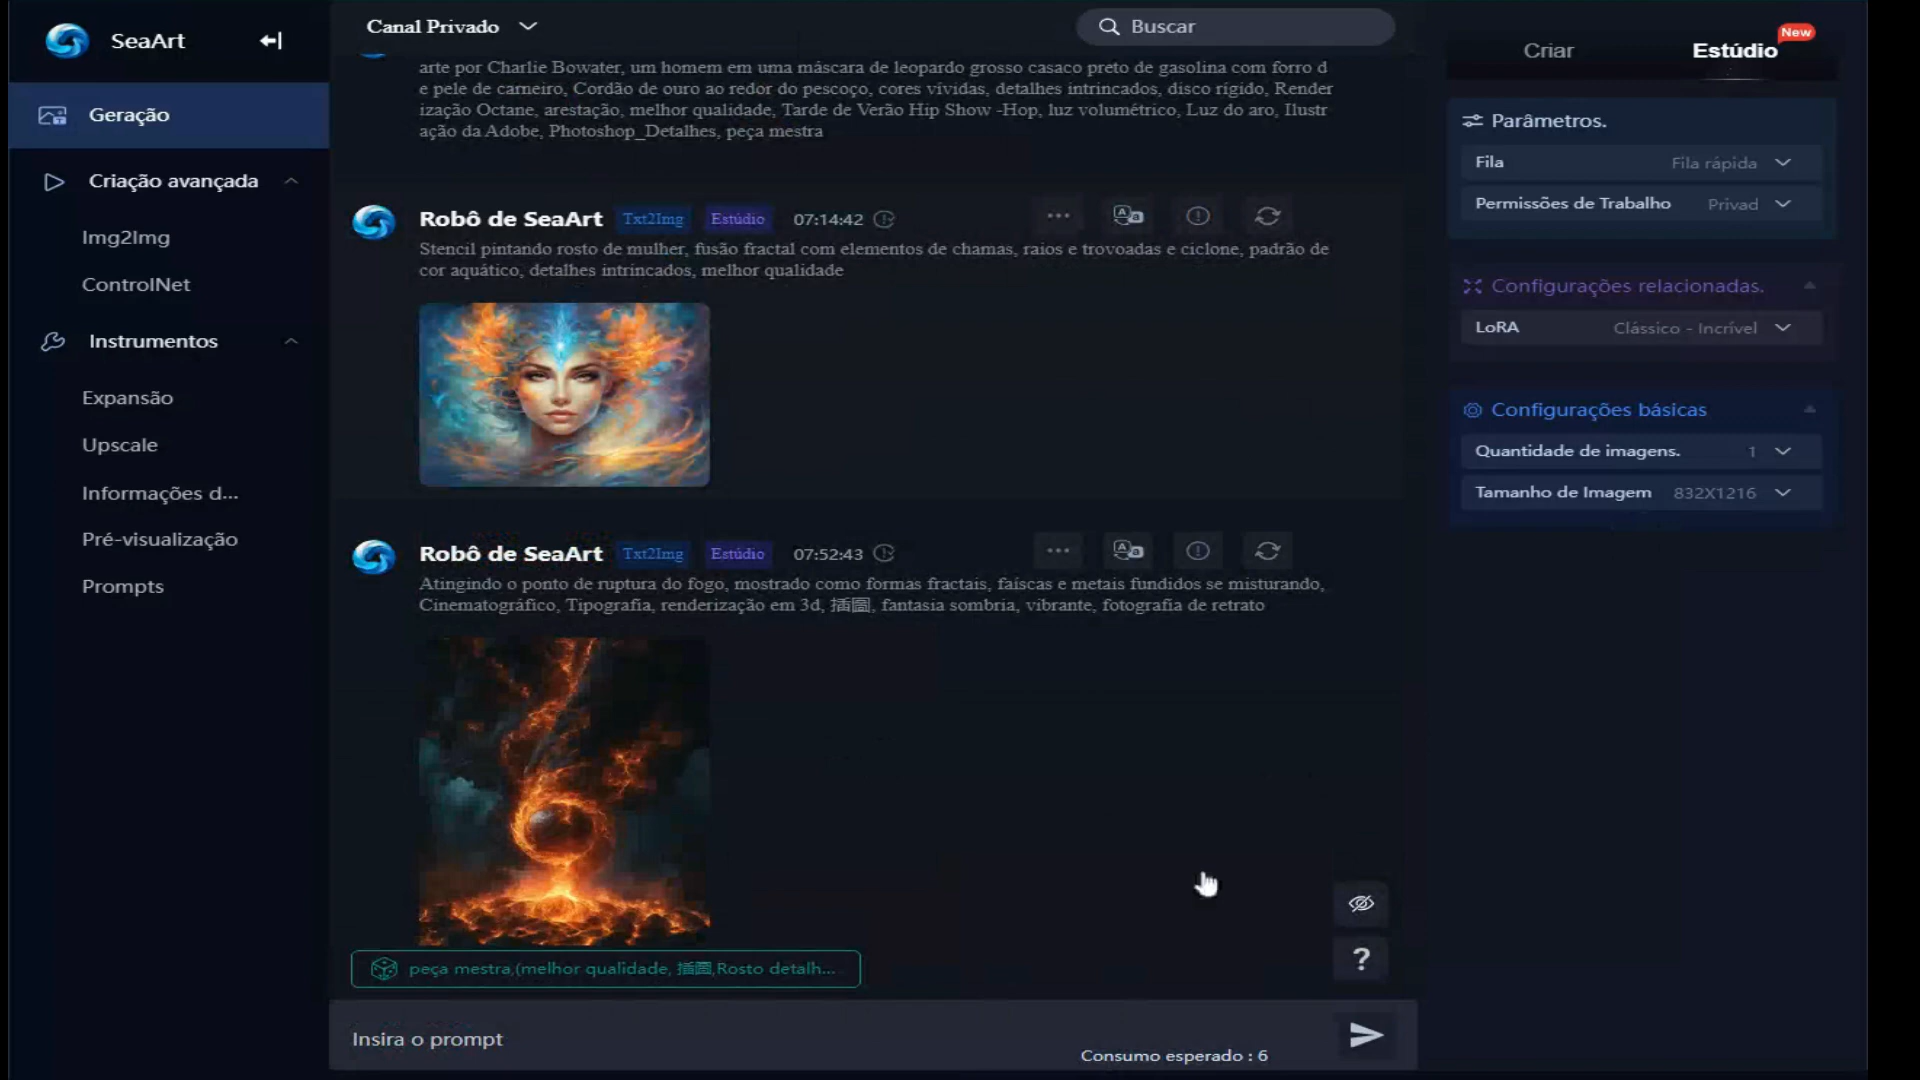 SeaArt
Geração
Criação avançada
Img2Img
ControlNet
Instrumentos
Expansão
Upscale
Informações d...
Pré-visualização
Prompts
Canal Privado
Buscar
arte por Charlie Bowater, um homem em uma máscara de leopardo grosso casaco preto de gasolina com forro d
e pele de carneiro, Cordão de ouro ao redor do pescoço, cores vívidas, detalhes intrincados, disco rígido, Render
ização Octane, arestação, melhor qualidade, Tarde de Verão Hip Show -Hop, luz volumétrico, Luz do aro, Ilustr
ação da Adobe, Photoshop_Detalhes, peça mestra
Robô de SeaArt Txt2Img Estúdio 07:14:42
Stencil pintando rosto de mulher, fusão fractal com elementos de chamas, raios e trovoadas e ciclone, padrão de
cor aquático, detalhes intrincados, melhor qualidade
Robô de SeaArt Txt2Img Estúdio 07:52:43
Atingindo o ponto de ruptura do fogo, mostrado como formas fractais, faíscas e metais fundidos se misturando,
Cinematográfico, Tipografia, renderização em 3d, 插圖, fantasia sombria, vibrante, fotografia de retrato
peça mestra,(melhor qualidade, 插圖,Rosto detalh...
?
Insira o prompt
Consumo esperado : 6
Criar
Estúdio
New
Parâmetros.
Fila Fila rápida
Permissões de Trabalho Privad
Configurações relacionadas.
LoRA Clássico - Incrível
Configurações básicas
Quantidade de imagens. 1
Tamanho de Imagem 832X1216